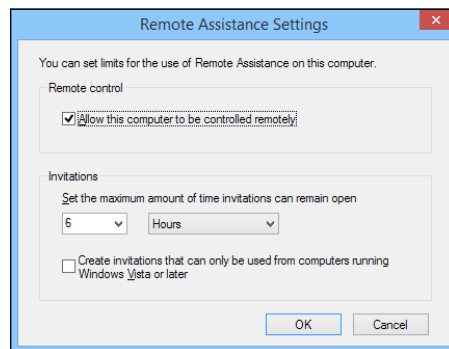 Remote Assistance Settings
You can set limits for the use of Remote Assistance on this computer.
Remote control
Allow this computer to be controlled remotely
Invitations
Set the maximum amount of time invitations can remain open
6 Hours
Create invitations that can only be used from computers running
Windows Vista or later
OK Cancel